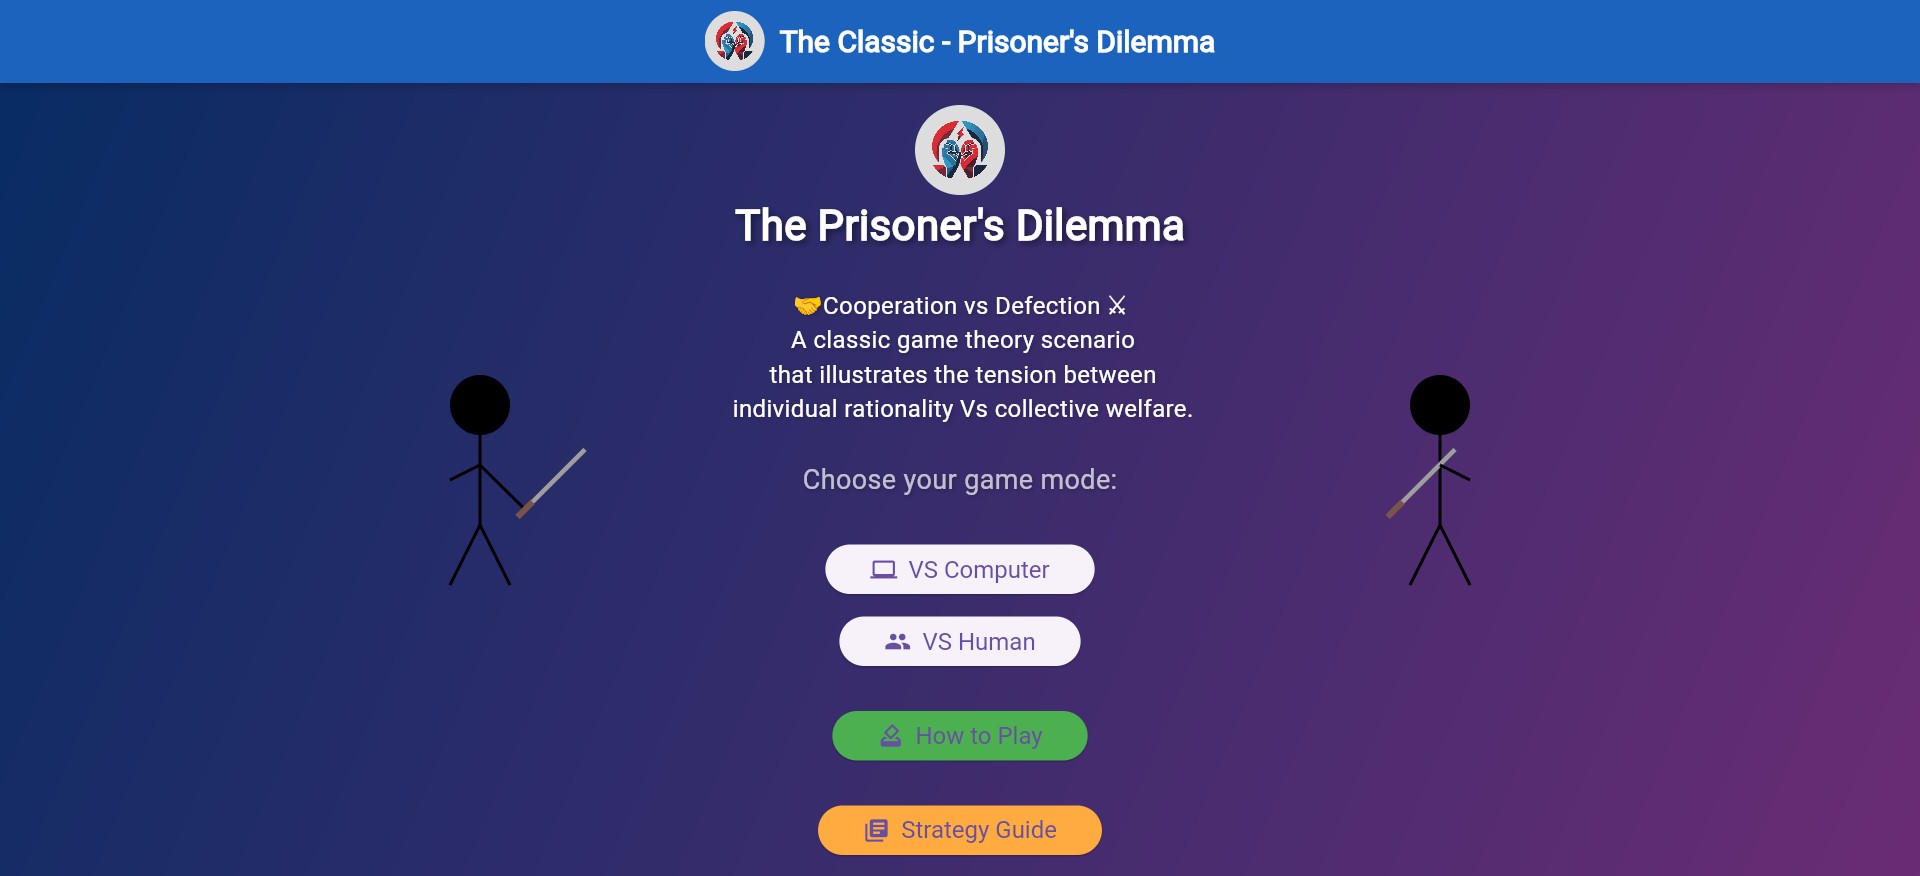 The Classic - Prisoner's Dilemma
The Prisoner's Dilemma
🤝Cooperation vs Defection ⚔
A classic game theory scenario
that illustrates the tension between
individual rationality Vs collective welfare.
Choose your game mode:
VS Computer
VS Human
How to Play
Strategy Guide